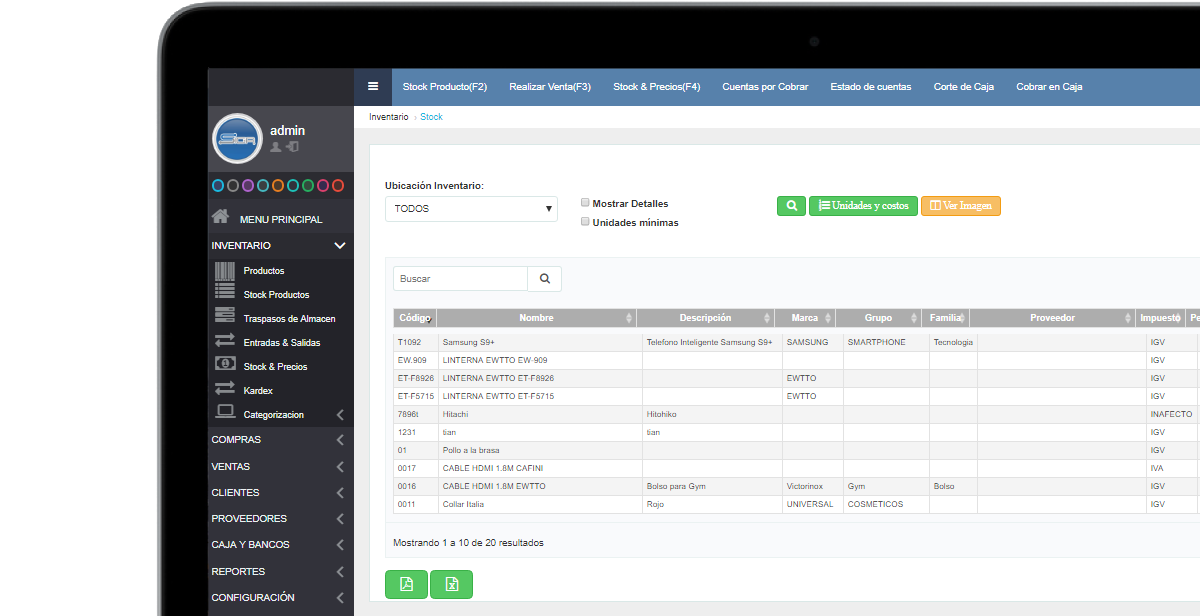 Stock Producto(F2) Realizar Venta(F3) Stock & Precios(F4) Cuentas por Cobrar Estado de cuentas Corte de Caja Cobrar en Caja
Inventario › Stock
admin
MENU PRINCIPAL
INVENTARIO
Productos
Stock Productos
Traspasos de Almacen
Entradas & Salidas
Stock & Precios
Kardex
Categorizacion
COMPRAS
VENTAS
CLIENTES
PROVEEDORES
CAJA Y BANCOS
REPORTES
CONFIGURACIÓN
Ubicación Inventario:
TODOS
Mostrar Detalles
Unidades mínimas
Unidades y costos
Ver Imagen
Buscar
Código Nombre Descripción Marca Grupo Familia Proveedor Impuesto Pe
T1092 Samsung S9+ Telefono Inteligente Samsung S9+ SAMSUNG SMARTPHONE Tecnologia IGV
EW.909 LINTERNA EWTTO EW-909 IGV
ET-F8926 LINTERNA EWTTO ET-F8926 EWTTO IGV
ET-F5715 LINTERNA EWTTO ET-F5715 EWTTO IGV
7896t Hitachi Hitohiko INAFECTO
1231 tian tian IGV
01 Pollo a la brasa IGV
0017 CABLE HDMI 1.8M CAFINI IVA
0016 CABLE HDMI 1.8M EWTTO Bolso para Gym Victorinox Gym Bolso IGV
0011 Collar Italia Rojo UNIVERSAL COSMETICOS IGV
Mostrando 1 a 10 de 20 resultados